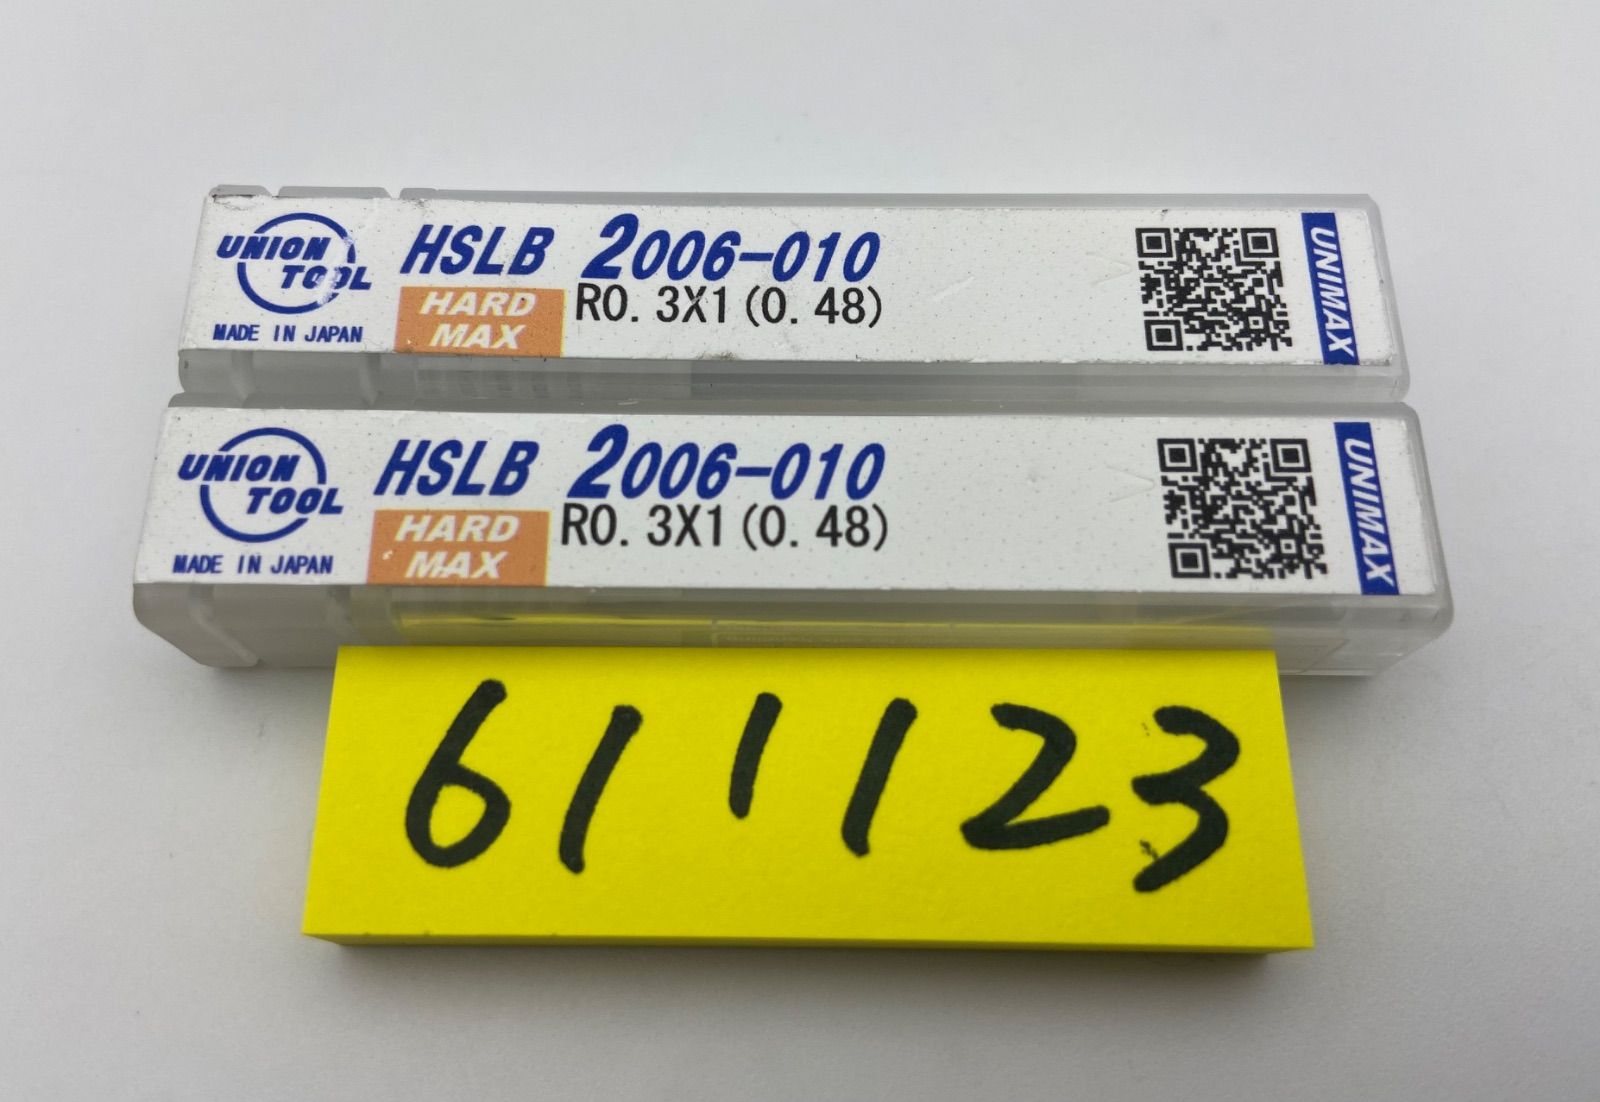 UNION TOOL
MADE IN JAPAN
HSLB 2006-010
HARD MAX
R0.3X1(0.48)
UNIMAX
UNION TOOL
MADE IN JAPAN
HSLB 2006-010
HARD MAX
R0.3X1(0.48)
UNIMAX
611123